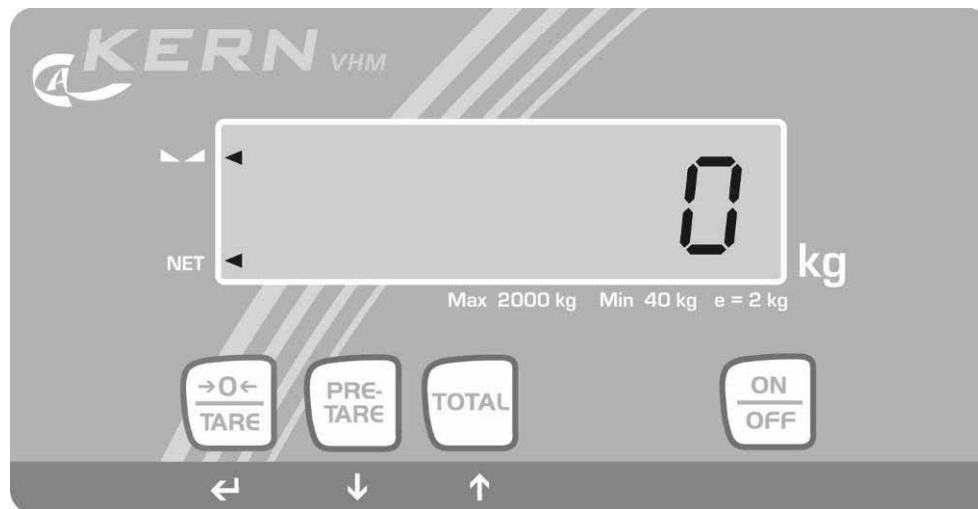 KERN VHM
0
NET
kg
Max 2000 kg Min 40 kg e = 2 kg
→0← PRE- TOTAL ON
TARE TARE OFF